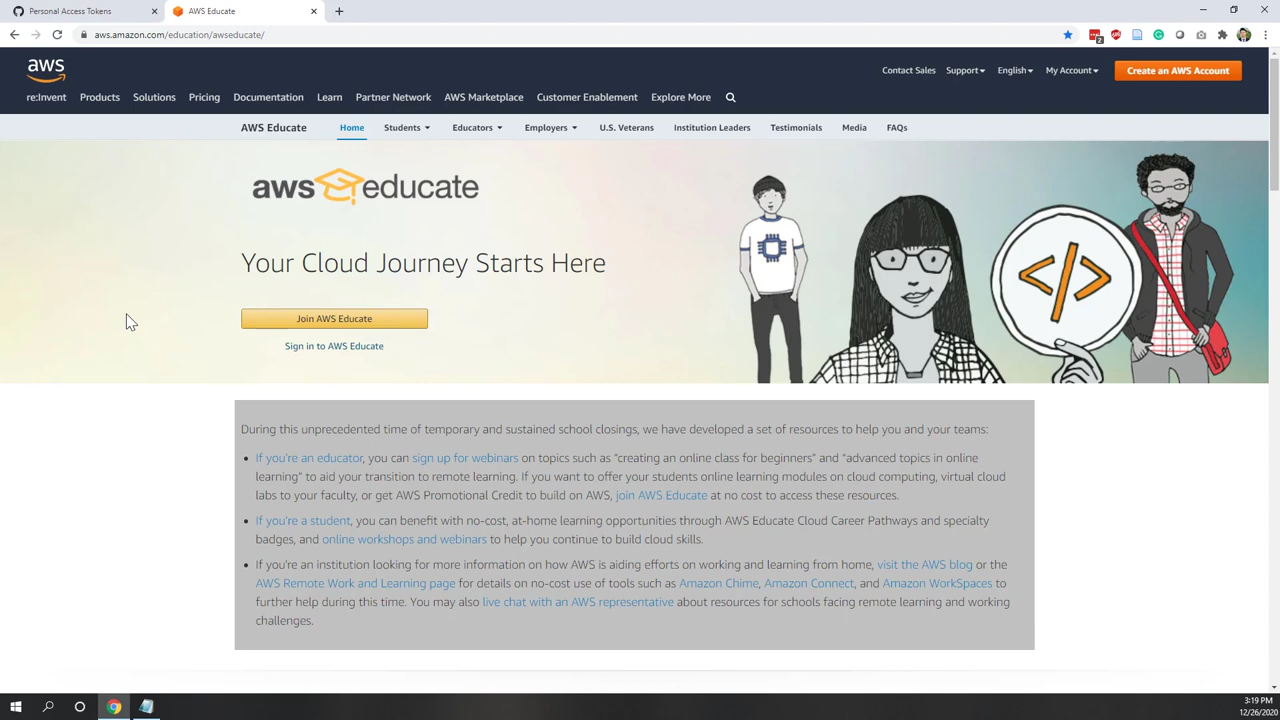 Personal Access Tokens
AWS Educate
aws.amazon.com/education/awseducate/
2
aws
Contact Sales Support English My Account Create an AWS Account
re:Invent Products Solutions Pricing Documentation Learn Partner Network AWS Marketplace Customer Enablement Explore More
AWS Educate Home Students Educators Employers U.S. Veterans Institution Leaders Testimonials Media FAQs
aws educate
</>
Your Cloud Journey Starts Here
Join AWS Educate
Sign in to AWS Educate
During this unprecedented time of temporary and sustained school closings, we have developed a set of resources to help you and your teams:
• If you're an educator, you can sign up for webinars on topics such as “creating an online class for beginners” and “advanced topics in online
learning” to aid your transition to remote learning. If you want to offer your students online learning modules on cloud computing, virtual cloud
labs to your faculty, or get AWS Promotional Credit to build on AWS, join AWS Educate at no cost to access these resources.
• If you're a student, you can benefit with no-cost, at-home learning opportunities through AWS Educate Cloud Career Pathways and specialty
badges, and online workshops and webinars to help you continue to build cloud skills.
• If you're an institution looking for more information on how AWS is aiding efforts on working and learning from home, visit the AWS blog or the
AWS Remote Work and Learning page for details on no-cost use of tools such as Amazon Chime, Amazon Connect, and Amazon WorkSpaces to
further help during this time. You may also live chat with an AWS representative about resources for schools facing remote learning and working
challenges.
3:19 PM
12/26/2020